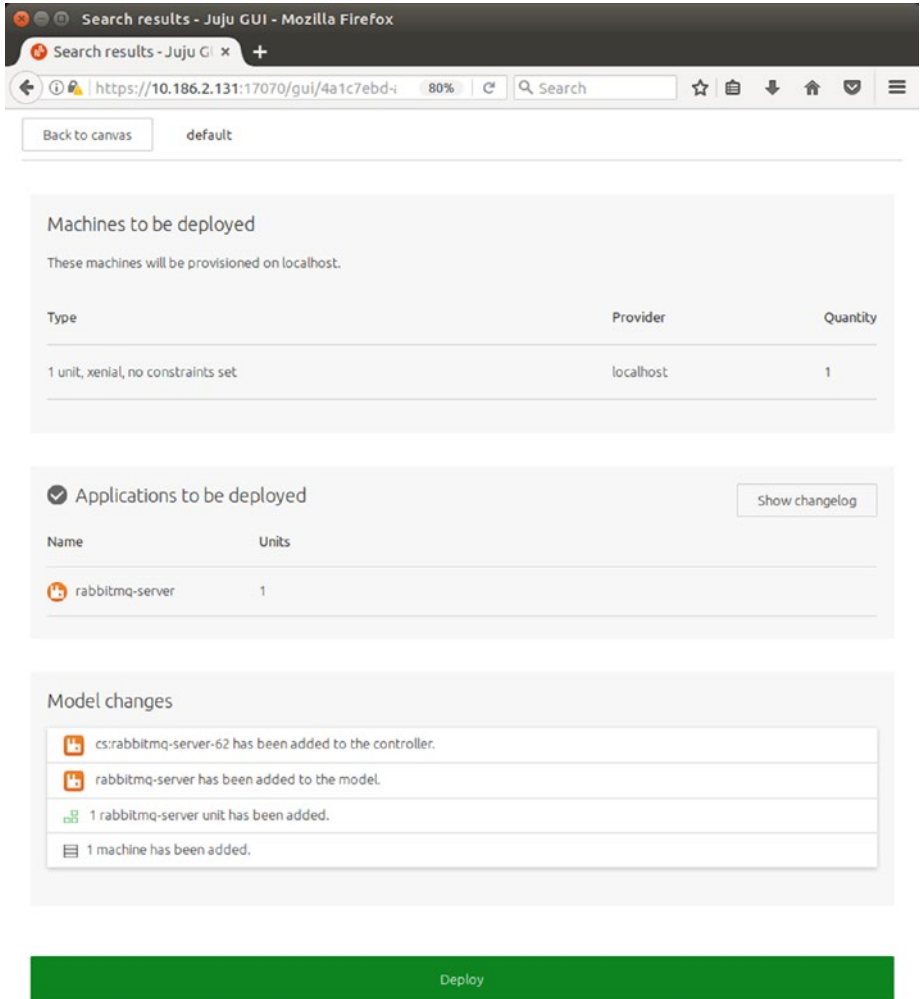 Search results - Juju GUI - Mozilla Firefox
Search results - Juju GU
https://10.186.2.131:17070/gui/4a1c7ebd- 80% Search
Back to canvas default
Machines to be deployed
These machines will be provisioned on localhost.
Type Provider Quantity
1 unit, xenial, no constraints set localhost 1
Applications to be deployed Show changelog
Name Units
rabbitmq-server 1
Model changes
cs:rabbitmq-server-62 has been added to the controller.
rabbitmq-server has been added to the model.
1 rabbitmq-server unit has been added.
1 machine has been added.
Deploy